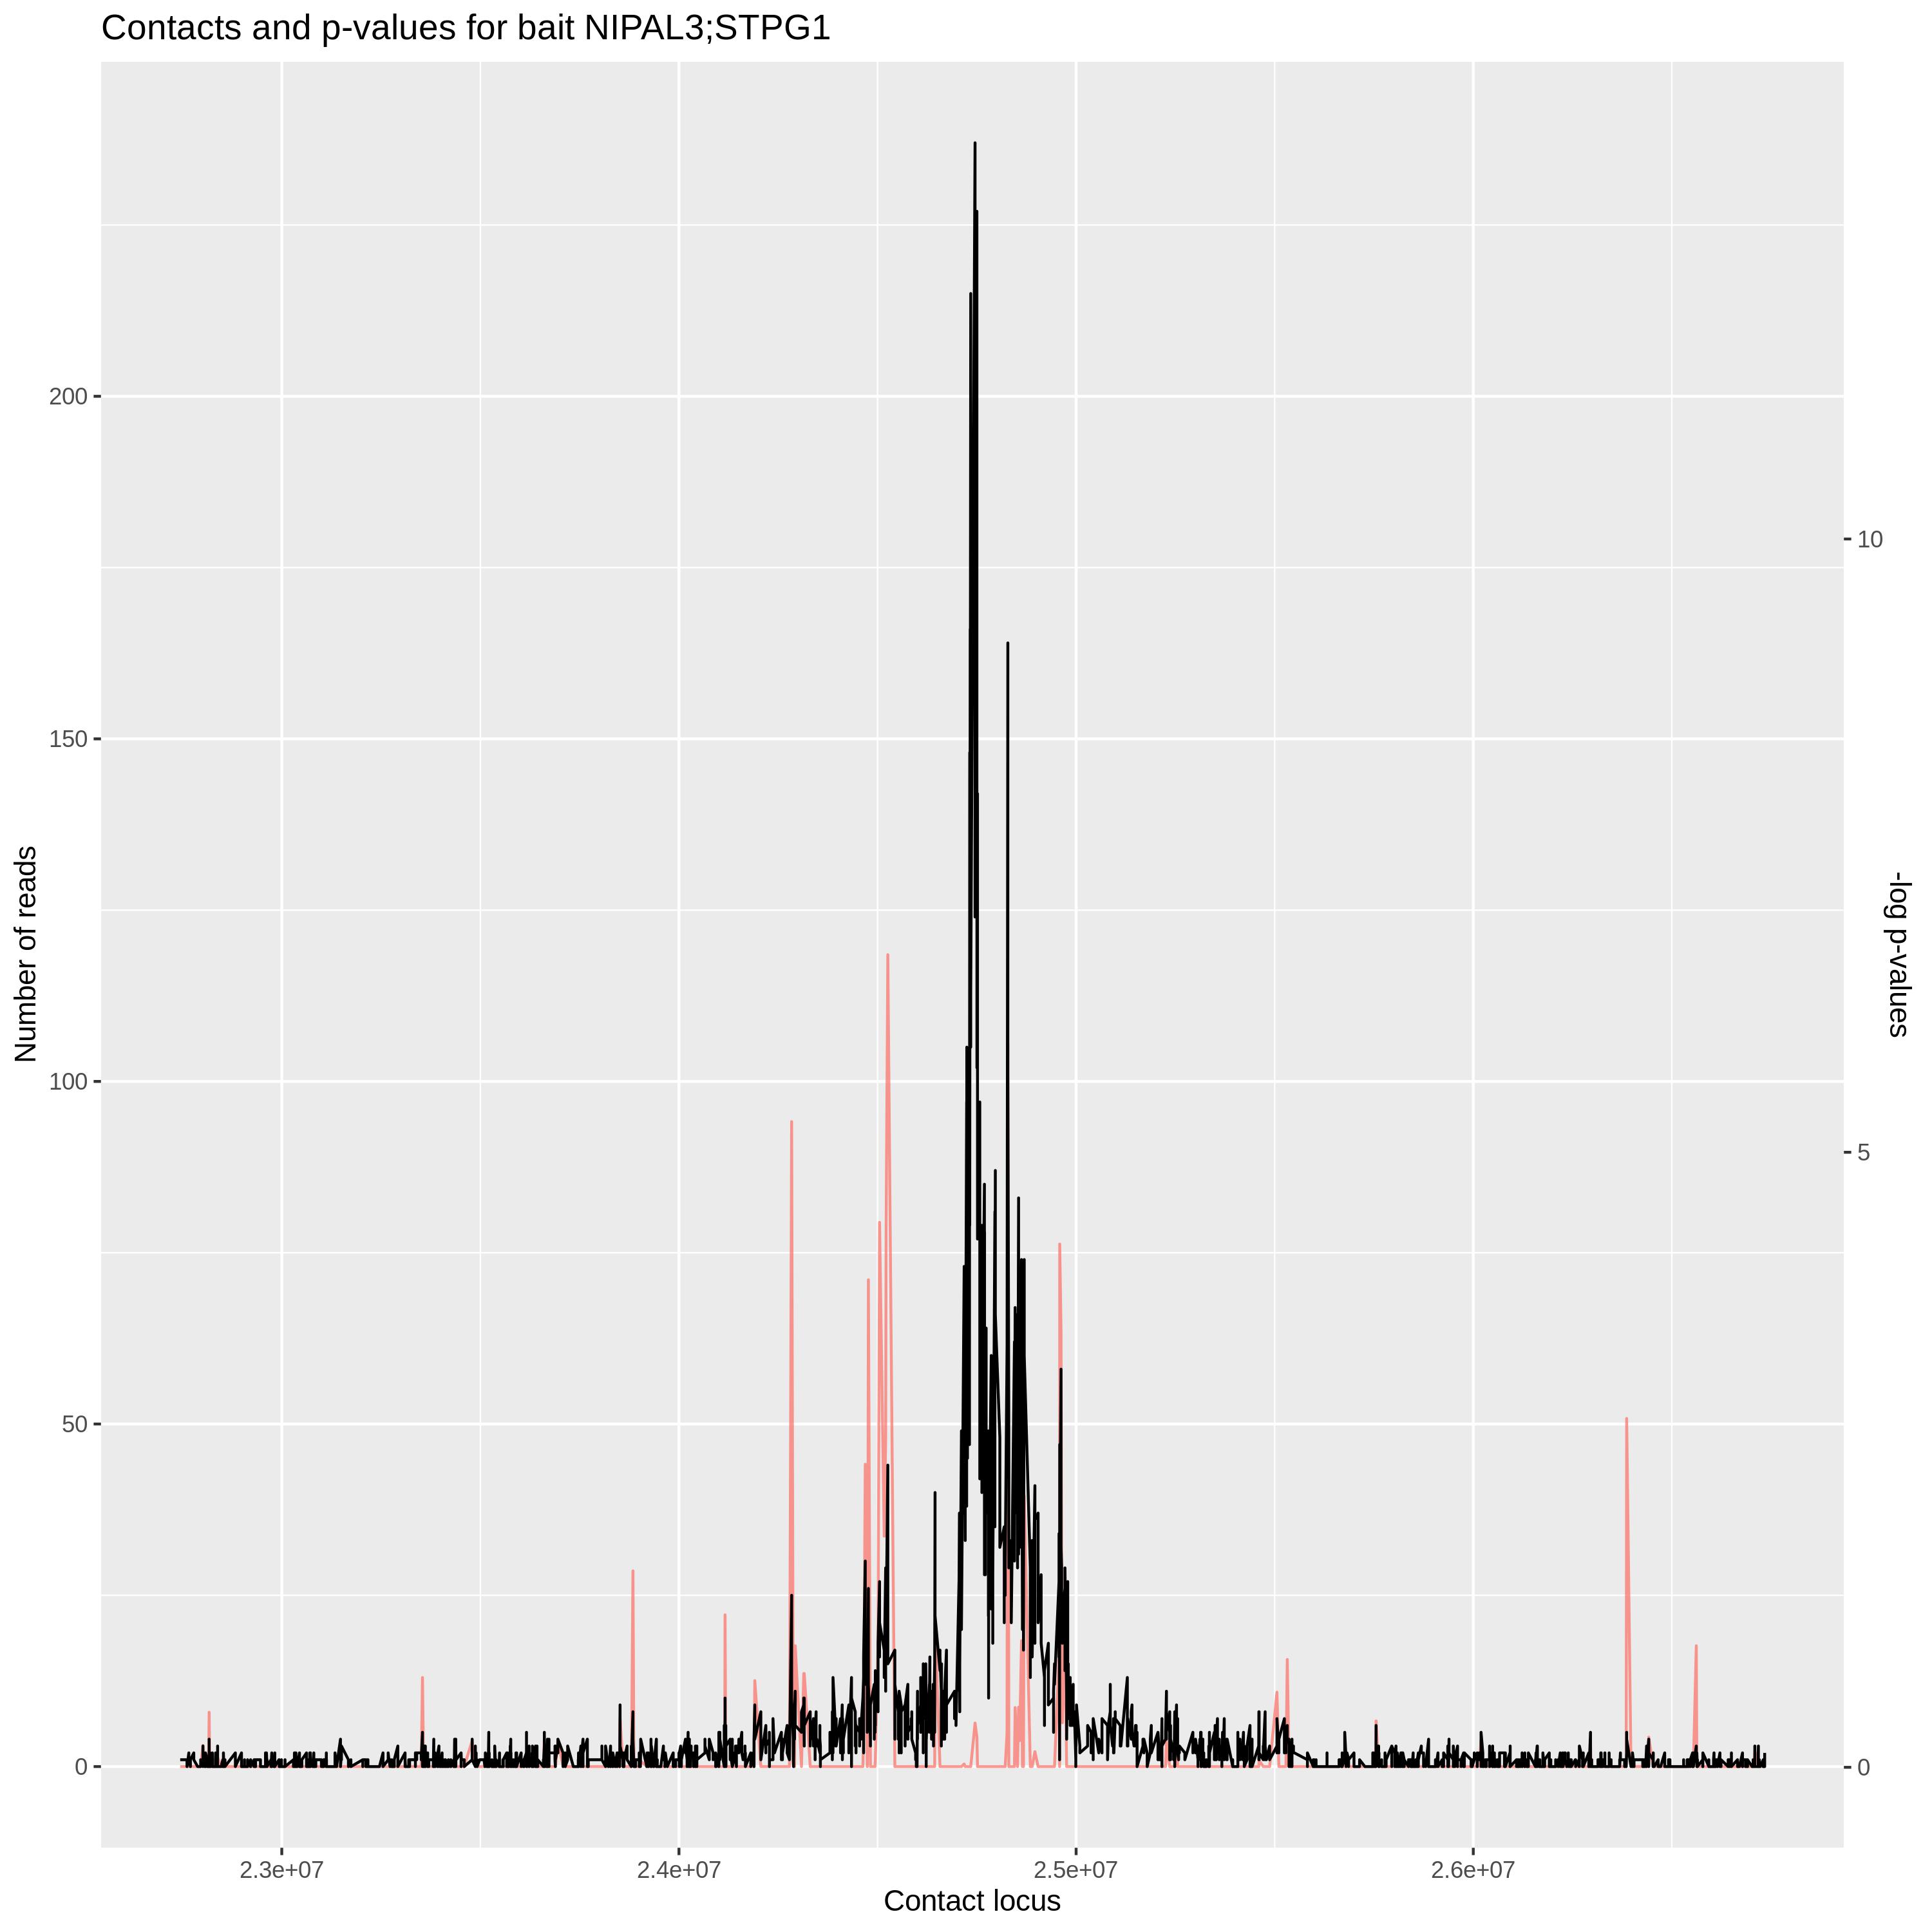 Contacts and p-values for bait NIPAL3;STPG1
Number of reads
200
150
100
50
0
10
5
0
-log p-values
2.3e+07 2.4e+07 2.5e+07 2.6e+07
Contact locus